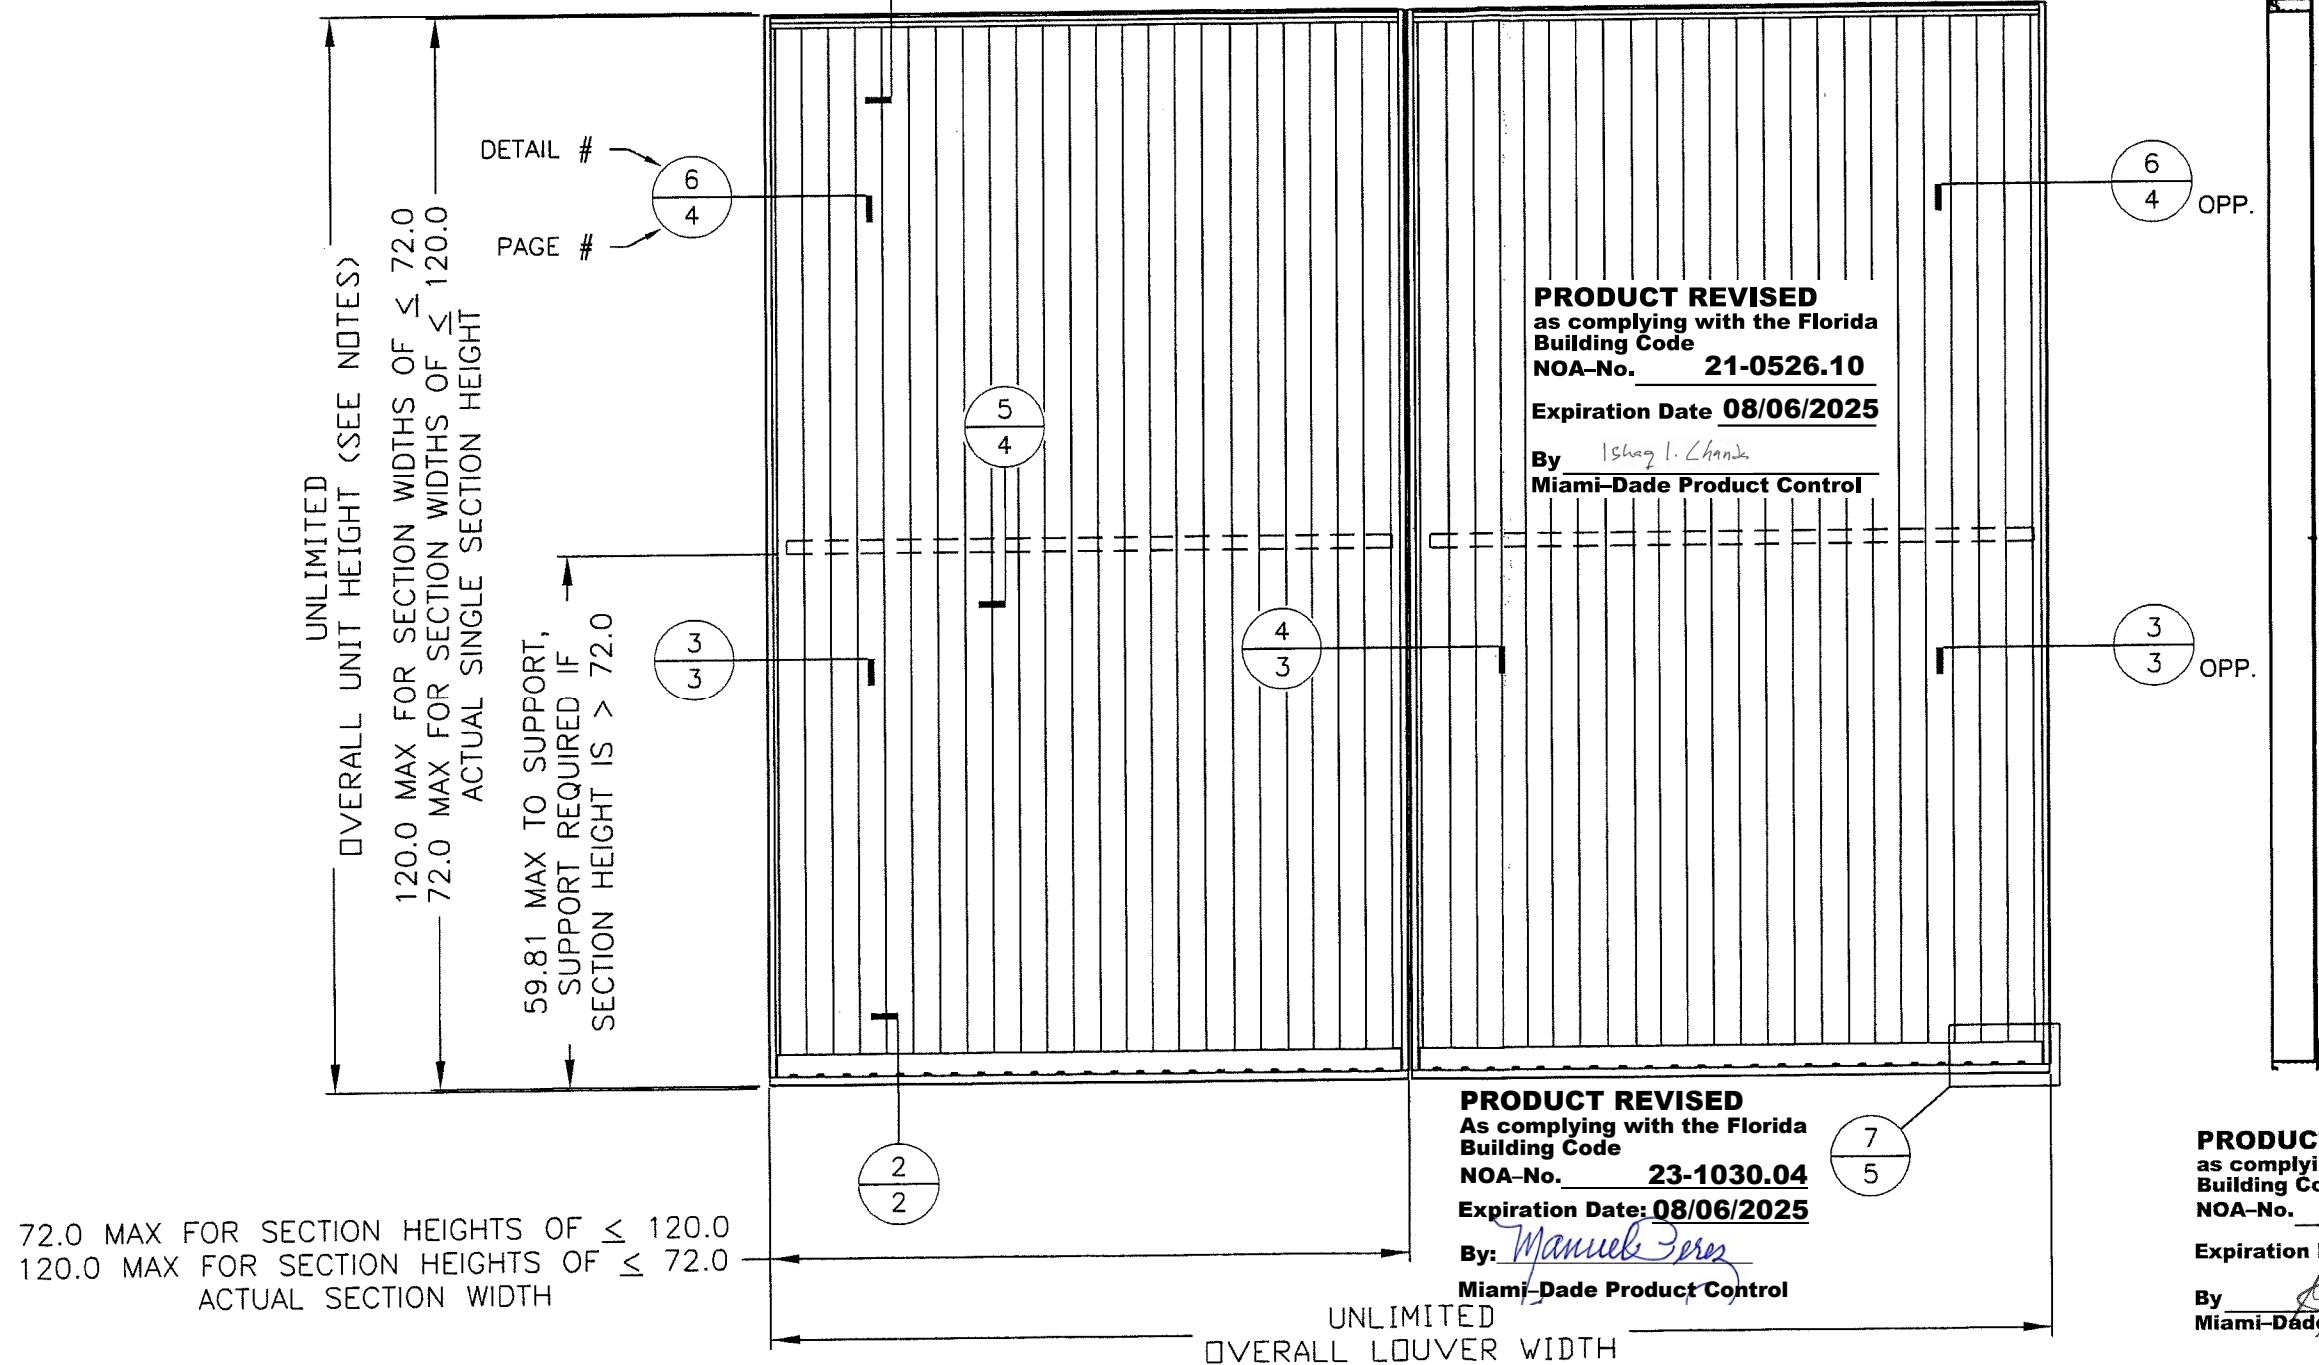 DETAIL #
6
4
PAGE #
6
4
OPP.
UNLIMITED
OVERALL UNIT HEIGHT (SEE NOTES)
120.0 MAX FOR SECTION WIDTHS OF ≤ 72.0
72.0 MAX FOR SECTION WIDTHS OF ≤ 120.0
ACTUAL SINGLE SECTION HEIGHT
59.81 MAX TO SUPPORT,
SUPPORT REQUIRED IF
SECTION HEIGHT IS > 72.0
PRODUCT REVISED
as complying with the Florida
Building Code
NOA–No. 21-0526.10
Expiration Date 08/06/2025
By
Miami–Dade Product Control
5
4
3
3
4
3
3
3
OPP.
2
2
7
5
PRODUCT REVISED
As complying with the Florida
Building Code
NOA–No. 23-1030.04
Expiration Date: 08/06/2025
By: Manuel Perez
Miami–Dade Product Control
PRODUC
as complyi
Building Co
NOA–No.
Expiration
By
Miami–Dade
72.0 MAX FOR SECTION HEIGHTS OF ≤ 120.0
120.0 MAX FOR SECTION HEIGHTS OF ≤ 72.0
ACTUAL SECTION WIDTH
UNLIMITED
OVERALL LOUVER WIDTH